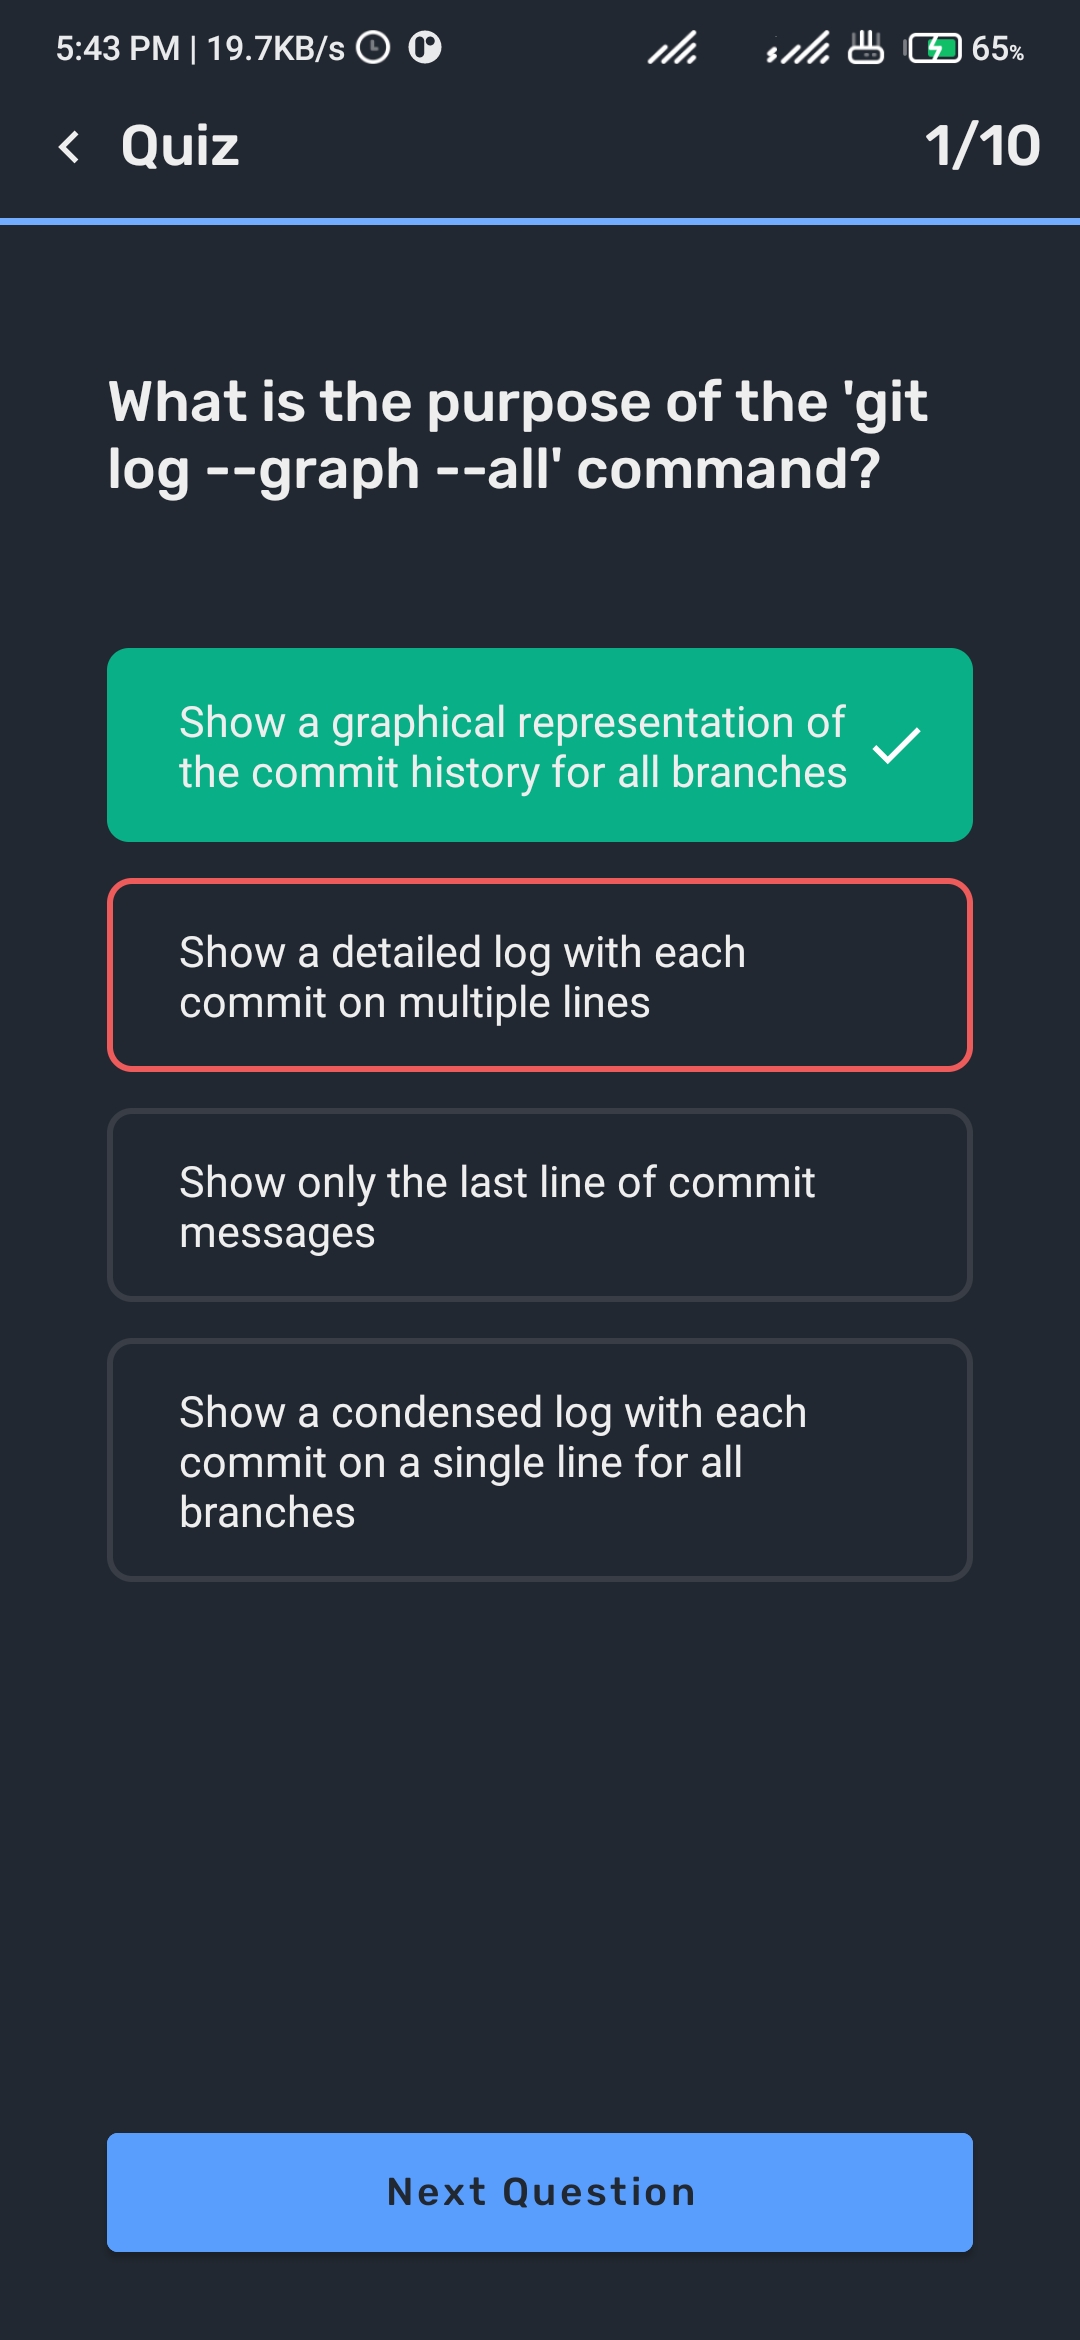 5:43 PM | 19.7KB/s 65%
Quiz 1/10
What is the purpose of the 'git
log --graph --all' command?
Show a graphical representation of
the commit history for all branches
Show a detailed log with each
commit on multiple lines
Show only the last line of commit
messages
Show a condensed log with each
commit on a single line for all
branches
Next Question